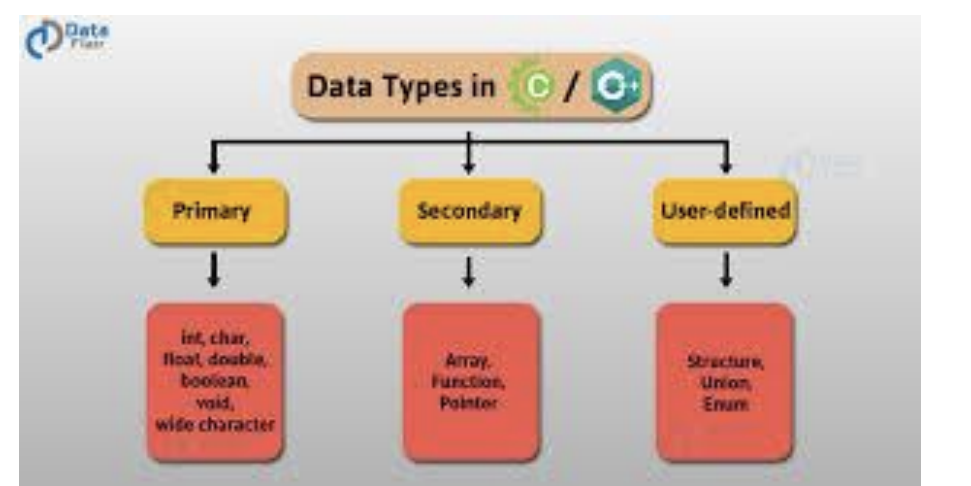 Data
Flair
Data Types in C / C++
Primary
Secondary
User-defined
int, char,
float, double,
boolean,
void,
wide character
Array,
Function,
Pointer
Structure,
Union,
Enum